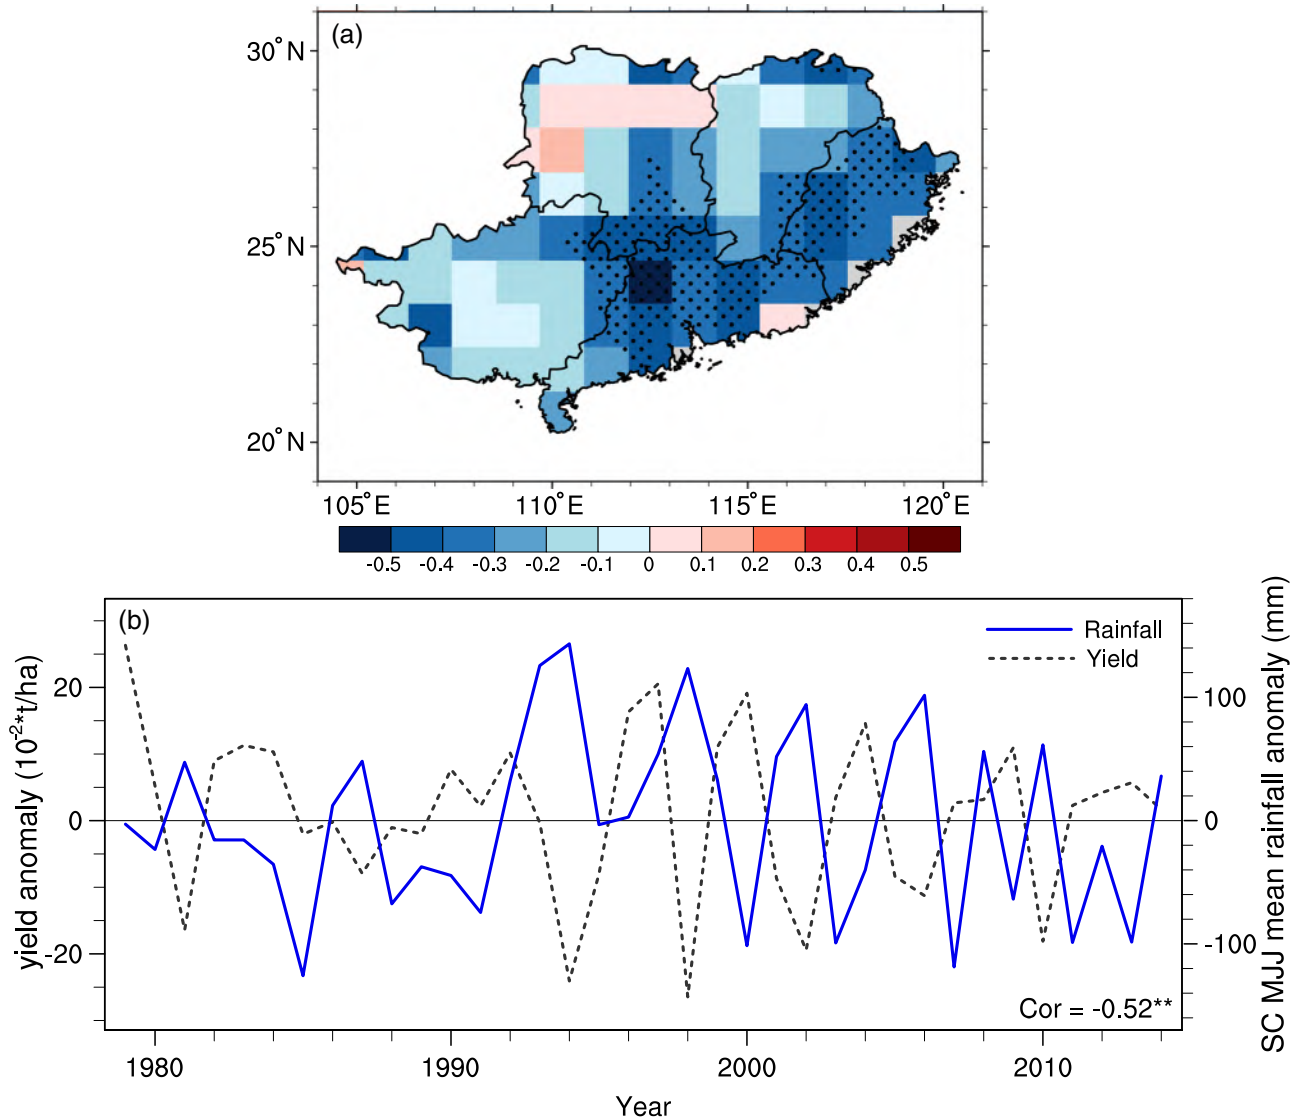 (a)
30°N
25°N
20°N
105°E 110°E 115°E 120°E
-0.5 -0.4 -0.3 -0.2 -0.1 0 0.1 0.2 0.3 0.4 0.5
(b)
Rainfall
Yield
yield anomaly (10⁻²*t/ha)
20
0
-20
SC MJJ mean rainfall anomaly (mm)
100
0
-100
Cor = -0.52**
1980 1990 2000 2010
Year